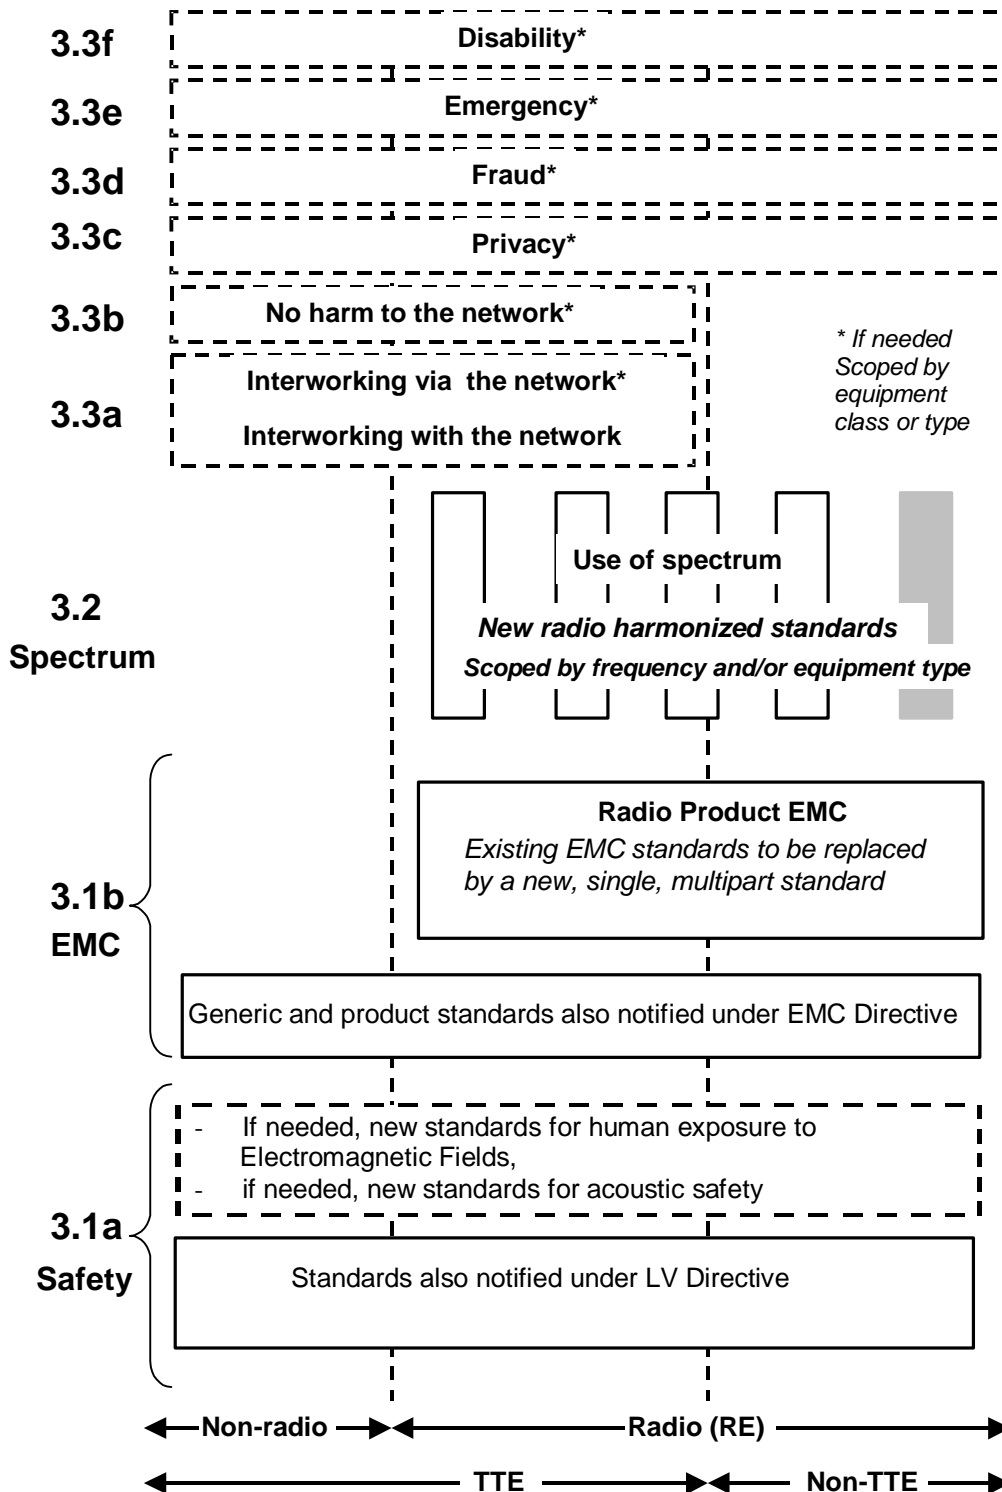 3.3f
Disability*
3.3e
Emergency*
3.3d
Fraud*
3.3c
Privacy*
3.3b
No harm to the network*
* If needed
Scoped by
equipment
class or type
3.3a
Interworking via the network*
Interworking with the network
3.2
Spectrum
Use of spectrum
New radio harmonized standards
Scoped by frequency and/or equipment type
3.1b
EMC
Radio Product EMC
Existing EMC standards to be replaced
by a new, single, multipart standard
Generic and product standards also notified under EMC Directive
3.1a
Safety
- If needed, new standards for human exposure to
Electromagnetic Fields,
- if needed, new standards for acoustic safety
Standards also notified under LV Directive
Non-radio
Radio (RE)
TTE
Non-TTE